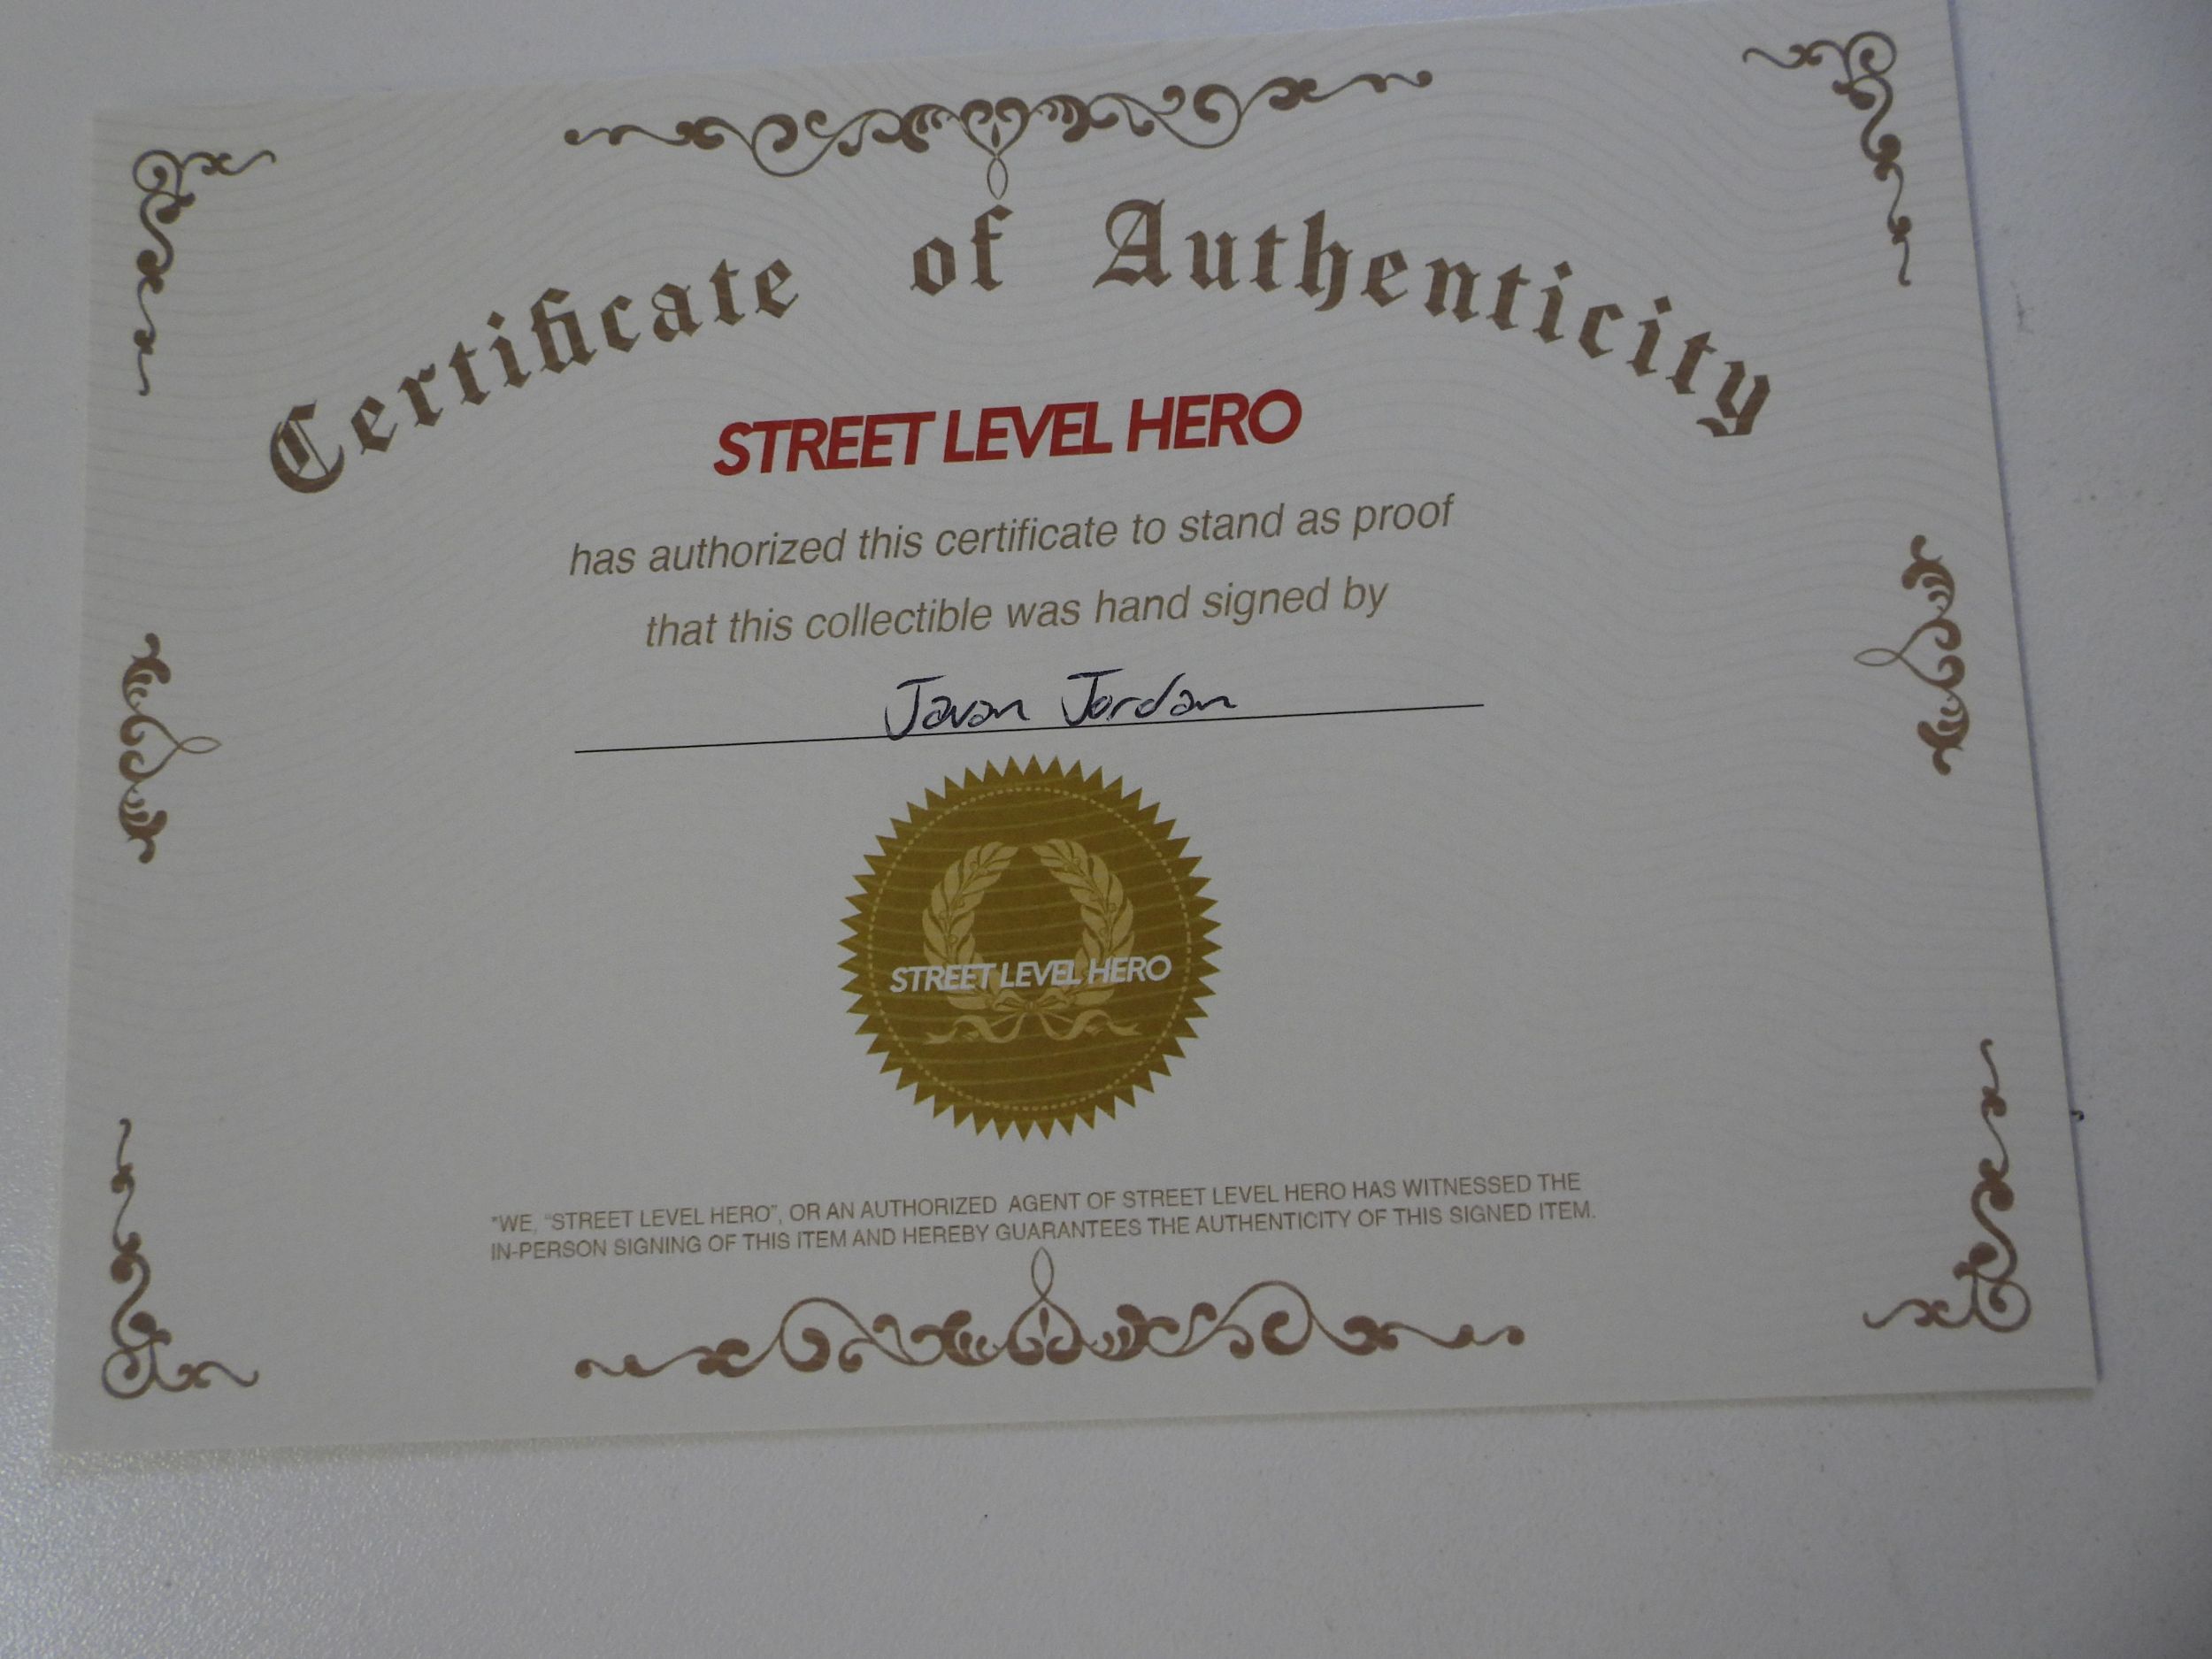 Certificate of Authenticity
STREET LEVEL HERO
has authorized this certificate to stand as proof
that this collectible was hand signed by
Javan Jordan
STREET LEVEL HERO
*WE, "STREET LEVEL HERO", OR AN AUTHORIZED AGENT OF STREET LEVEL HERO HAS WITNESSED THE
IN-PERSON SIGNING OF THIS ITEM AND HEREBY GUARANTEES THE AUTHENTICITY OF THIS SIGNED ITEM.